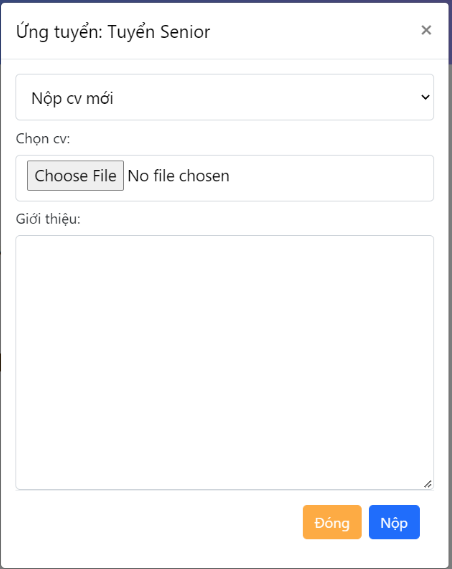 Ứng tuyển: Tuyển Senior ×
Nộp cv mới
Chọn cv:
Choose File No file chosen
Giới thiệu:
Đóng Nộp